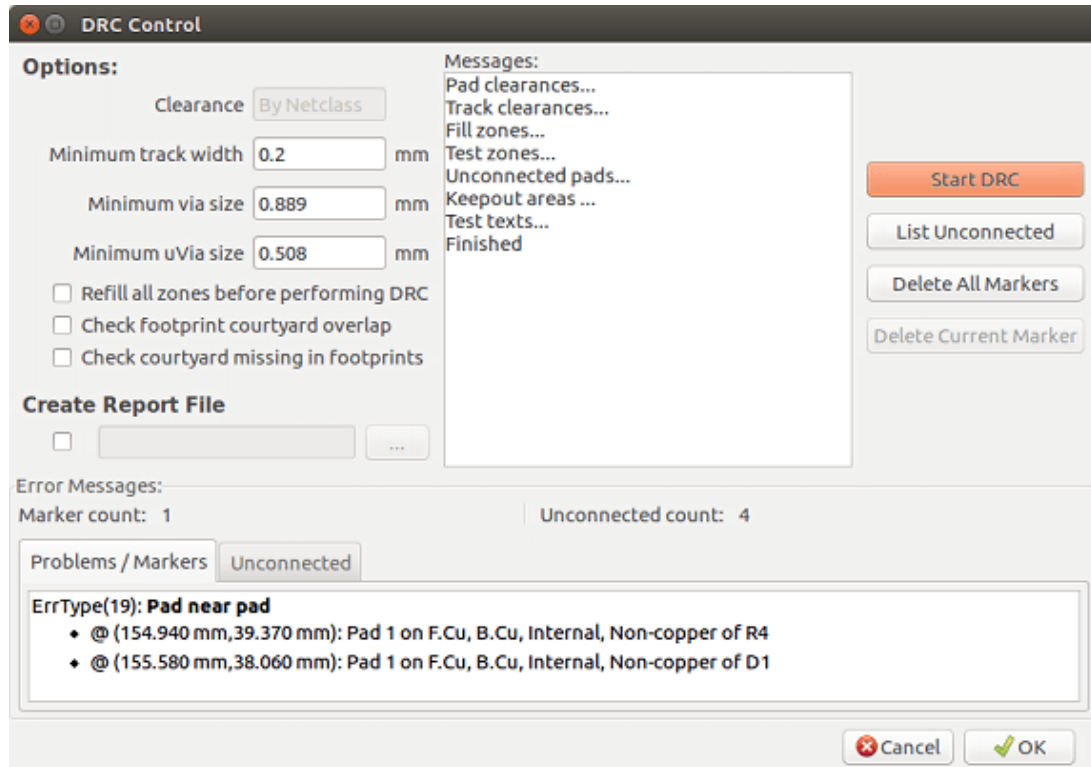 DRC Control
Options:
Clearance By Netclass
Minimum track width 0.2 mm
Minimum via size 0.889 mm
Minimum uVia size 0.508 mm
Refill all zones before performing DRC
Check footprint courtyard overlap
Check courtyard missing in footprints
Create Report File
...
Messages:
Pad clearances...
Track clearances...
Fill zones...
Test zones...
Unconnected pads...
Keepout areas ...
Test texts...
Finished
Start DRC
List Unconnected
Delete All Markers
Delete Current Marker
Error Messages:
Marker count: 1
Unconnected count: 4
Problems / Markers
Unconnected
ErrType(19): Pad near pad
@ (154.940 mm,39.370 mm): Pad 1 on F.Cu, B.Cu, Internal, Non-copper of R4
@ (155.580 mm,38.060 mm): Pad 1 on F.Cu, B.Cu, Internal, Non-copper of D1
Cancel
OK